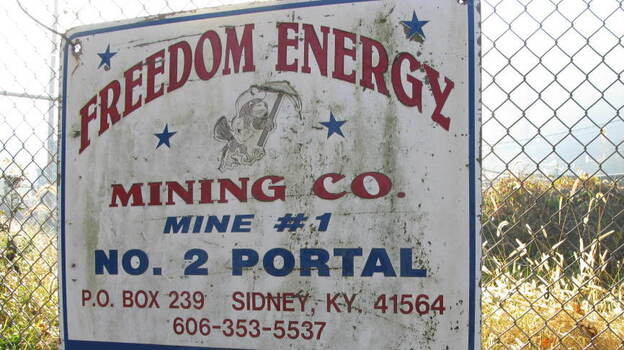 FREEDOM ENERGY
MINING CO.
MINE #1
NO. 2 PORTAL
P.O. BOX 239 SIDNEY, KY. 41564
606-353-5537